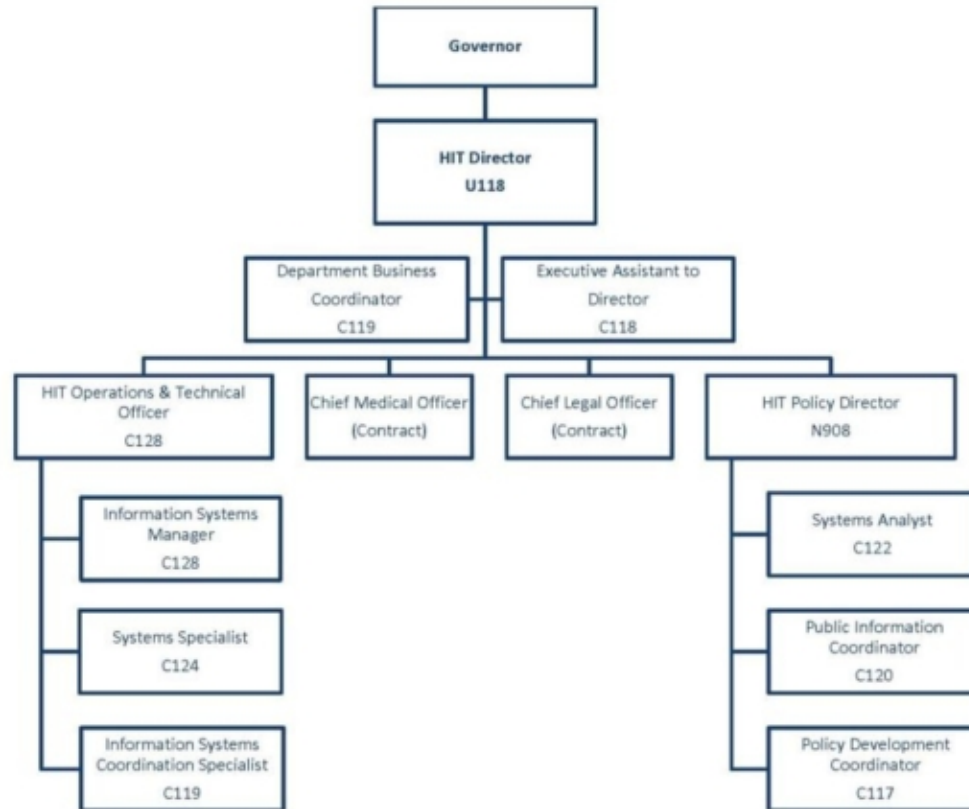 Governor
HIT Director
U118
Department Business
Coordinator
C119
Executive Assistant to
Director
C118
HIT Operations & Technical
Officer
C128
Chief Medical Officer
(Contract)
Chief Legal Officer
(Contract)
HIT Policy Director
N908
Information Systems
Manager
C128
Systems Specialist
C124
Information Systems
Coordination Specialist
C119
Systems Analyst
C122
Public Information
Coordinator
C120
Policy Development
Coordinator
C117